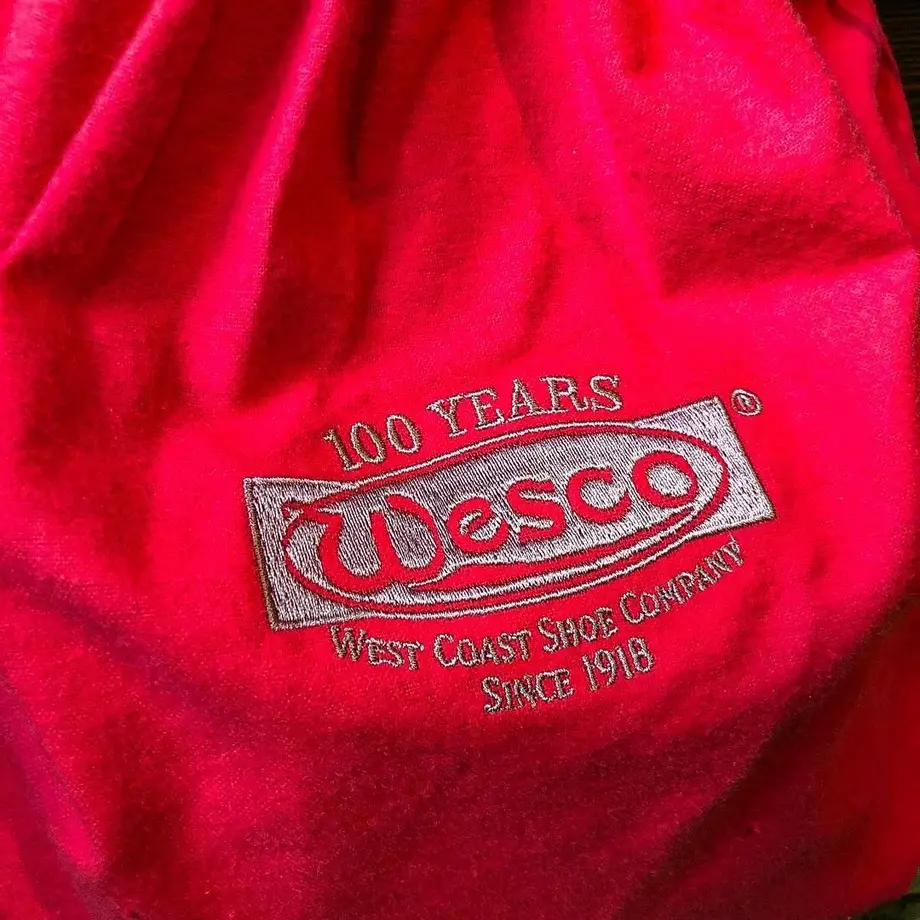 100 YEARS
Wesco®
WEST COAST SHOE COMPANY
SINCE 1918